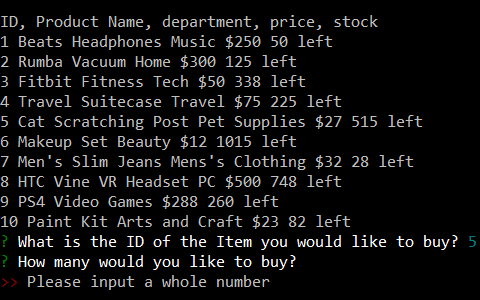 ID, Product Name, department, price, stock
1 Beats Headphones Music $250 50 left
2 Rumba Vacuum Home $300 125 left
3 Fitbit Fitness Tech $50 338 left
4 Travel Suitecase Travel $75 225 left
5 Cat Scratching Post Pet Supplies $27 515 left
6 Makeup Set Beauty $12 1015 left
7 Men's Slim Jeans Mens's Clothing $32 28 left
8 HTC Vine VR Headset PC $500 748 left
9 PS4 Video Games $288 260 left
10 Paint Kit Arts and Craft $23 82 left
? What is the ID of the Item you would like to buy? 5
? How many would you like to buy?
>> Please input a whole number